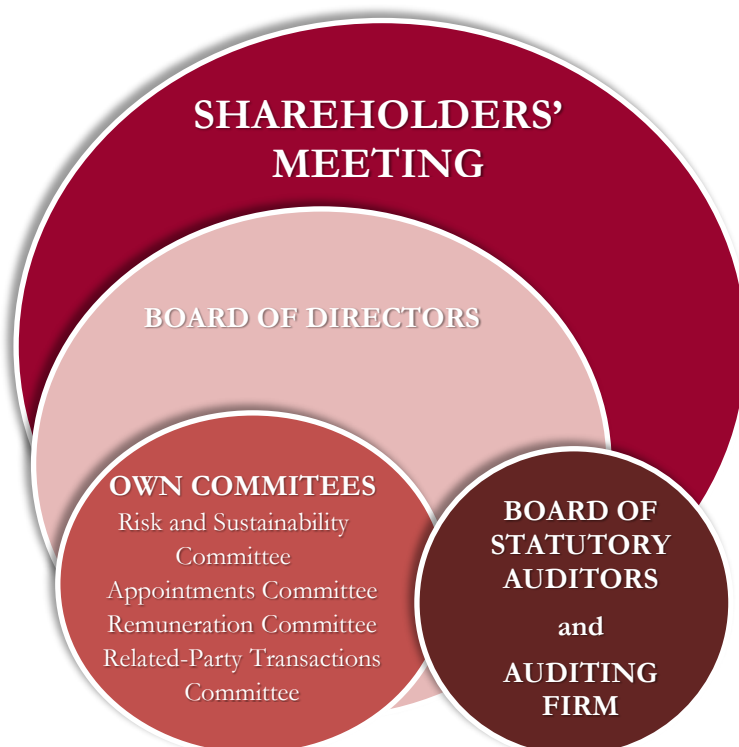 SHAREHOLDERS’
MEETING
BOARD OF DIRECTORS
OWN COMMITEES
Risk and Sustainability
Committee
Appointments Committee
Remuneration Committee
Related-Party Transactions
Committee
BOARD OF
STATUTORY
AUDITORS
and
AUDITING
FIRM